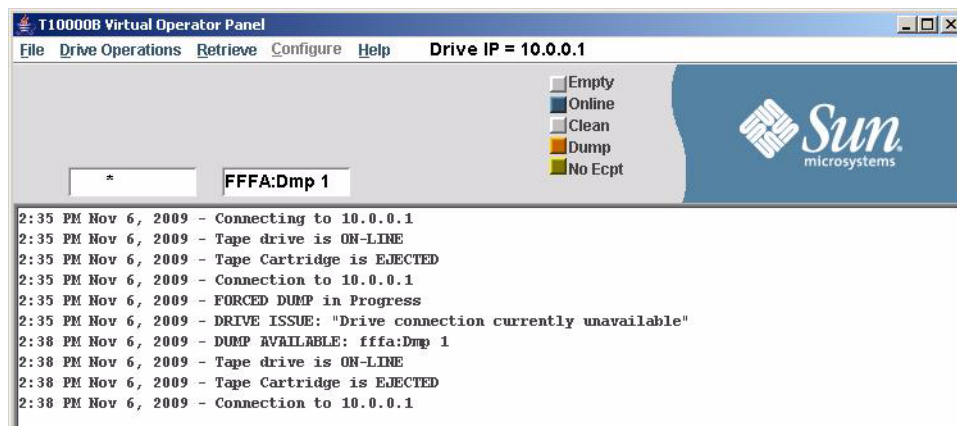 T10000B Virtual Operator Panel
File Drive Operations Retrieve Configure Help Drive IP = 10.0.0.1
Empty
Online
Clean
Dump
No Ecpt
Sun
microsystems
* FFFA:Dmp 1
2:35 PM Nov 6, 2009 - Connecting to 10.0.0.1
2:35 PM Nov 6, 2009 - Tape drive is ON-LINE
2:35 PM Nov 6, 2009 - Tape Cartridge is EJECTED
2:35 PM Nov 6, 2009 - Connection to 10.0.0.1
2:35 PM Nov 6, 2009 - FORCED DUMP in Progress
2:35 PM Nov 6, 2009 - DRIVE ISSUE: "Drive connection currently unavailable"
2:38 PM Nov 6, 2009 - DUMP AVAILABLE: fffa:Dmp 1
2:38 PM Nov 6, 2009 - Tape drive is ON-LINE
2:38 PM Nov 6, 2009 - Tape Cartridge is EJECTED
2:38 PM Nov 6, 2009 - Connection to 10.0.0.1